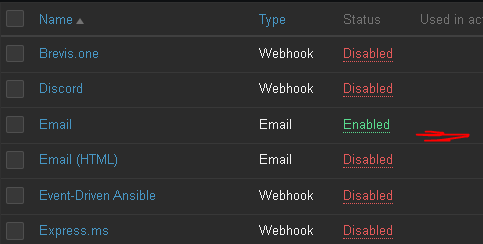 Name Type Status Used in ac
Brevis.one Webhook Disabled
Discord Webhook Disabled
Email Email Enabled
Email (HTML) Email Disabled
Event-Driven Ansible Webhook Disabled
Express.ms Webhook Disabled